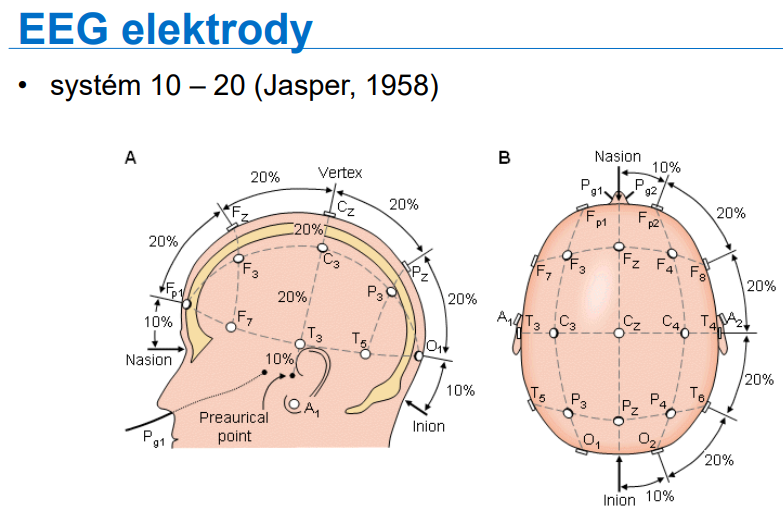 EEG elektrody
• systém 10 – 20 (Jasper, 1958)
A
Vertex
20%
20%
20%
20%
10%
10%
Fz
Cz
Pz
Fp1
20%
20%
10%
F3
C3
P3
F7
T3
T5
O1
A1
Nasion
Preaurical
point
Inion
Pg1
B
Nasion
10%
Pg1
Pg2
Fp1
Fp2
20%
F7
F3
Fz
F4
F8
20%
A1
T3
C3
Cz
C4
T4
A2
20%
T5
P3
Pz
P4
T6
O1
O2
20%
Inion
10%